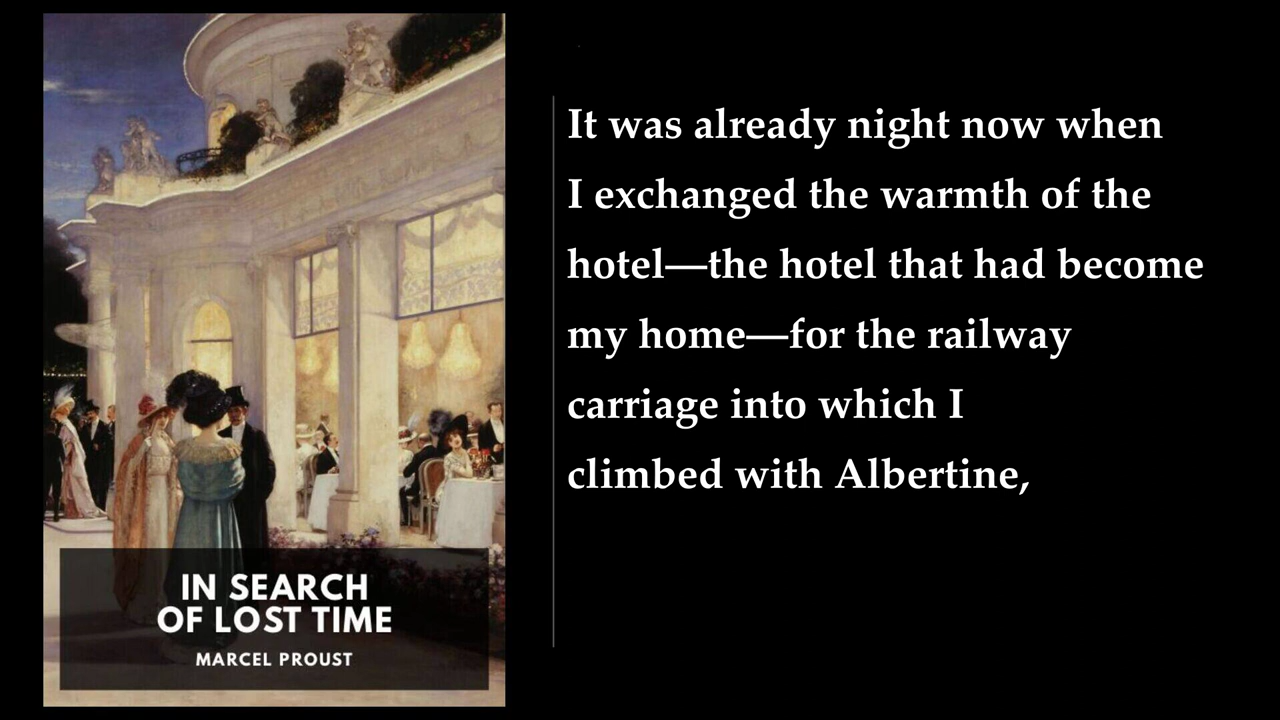 IN SEARCH
OF LOST TIME
MARCEL PROUST
It was already night now when
I exchanged the warmth of the
hotel—the hotel that had become
my home—for the railway
carriage into which I
climbed with Albertine,